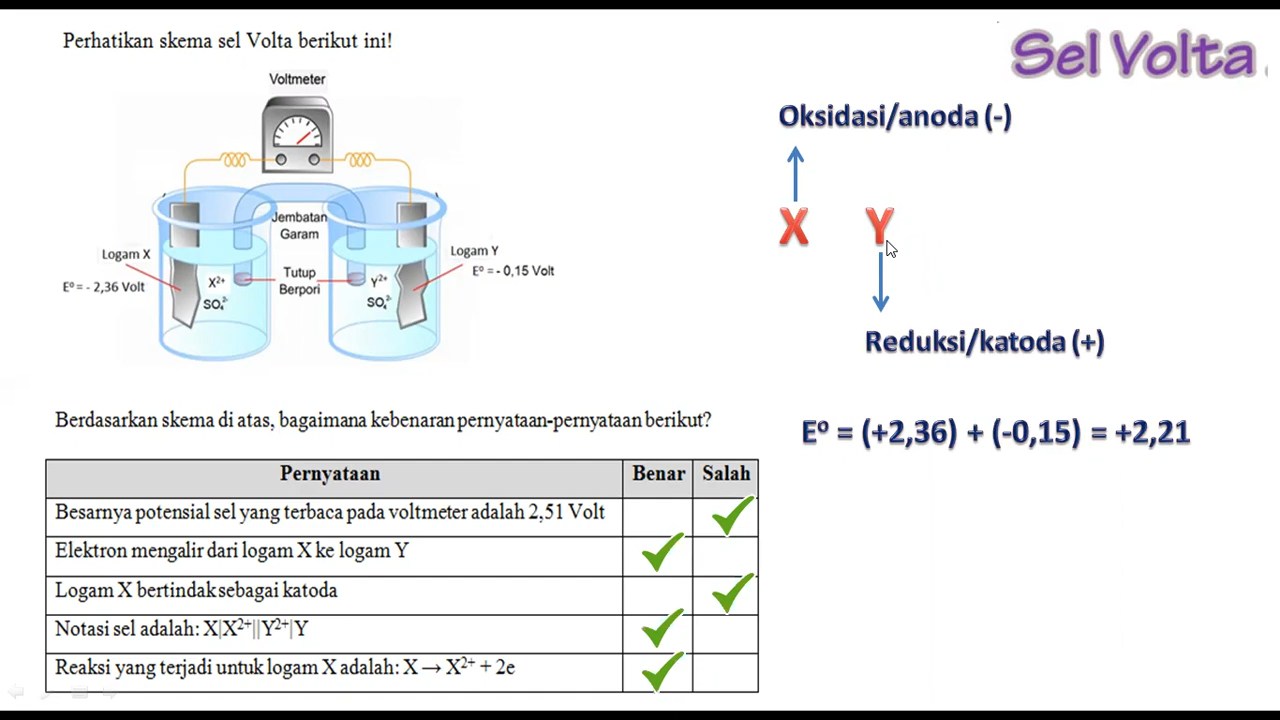 Perhatikan skema sel Volta berikut ini!
Sel Volta
Voltmeter
Jembatan
Garam
Logam X
E⁰ = - 2,36 Volt
X²⁺
SO₄²⁻
Tutup
Berpori
Y²⁺
SO₄²⁻
Logam Y
E⁰ = - 0,15 Volt
Oksidasi/anoda (-)
X Y
Reduksi/katoda (+)
E⁰ = (+2,36) + (-0,15) = +2,21
Berdasarkan skema di atas, bagaimana kebenaran pernyataan-pernyataan berikut?
Pernyataan Benar Salah
Besarnya potensial sel yang terbaca pada voltmeter adalah 2,51 Volt
Elektron mengalir dari logam X ke logam Y
Logam X bertindak sebagai katoda
Notasi sel adalah: X|X²⁺||Y²⁺|Y
Reaksi yang terjadi untuk logam X adalah: X → X²⁺ + 2e